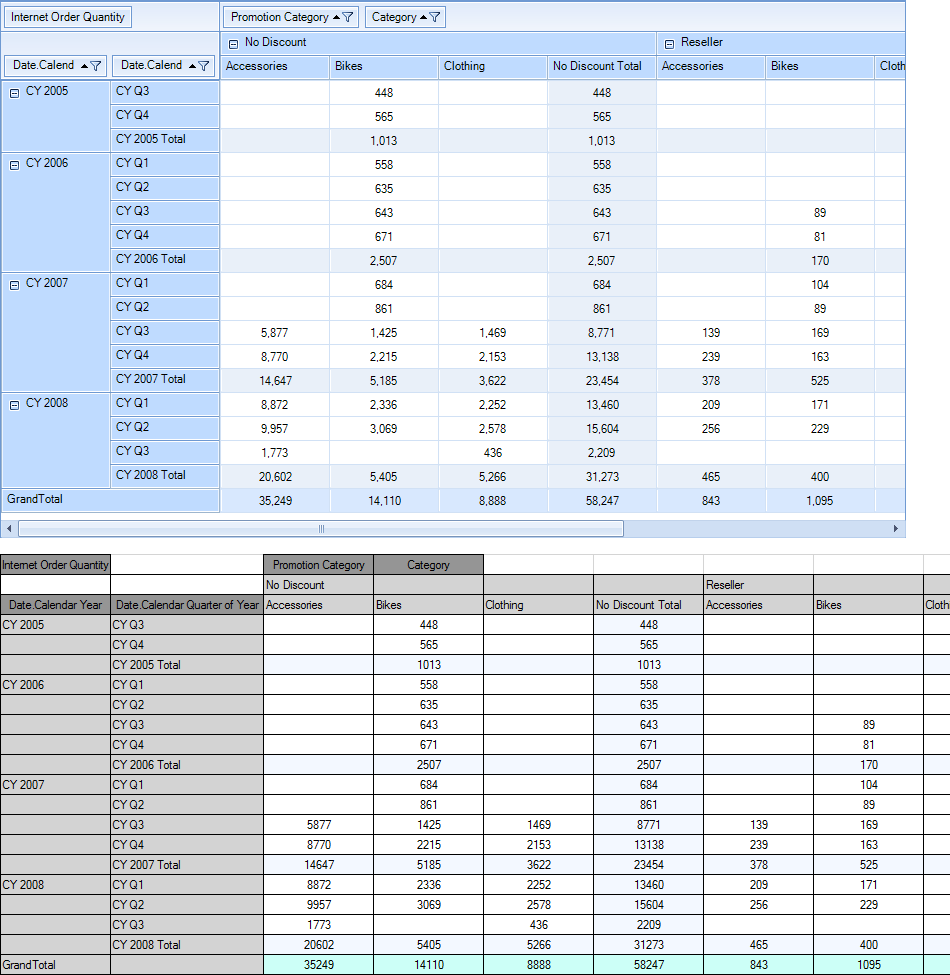 Internet Order Quantity Promotion Category Category
No Discount Reseller
Date.Calend Date.Calend Accessories Bikes Clothing No Discount Total Accessories Bikes Cloth
CY 2005 CY Q3 448 448
CY Q4 565 565
CY 2005 Total 1,013 1,013
CY 2006 CY Q1 558 558
CY Q2 635 635
CY Q3 643 643 89
CY Q4 671 671 81
CY 2006 Total 2,507 2,507 170
CY 2007 CY Q1 684 684 104
CY Q2 861 861 89
CY Q3 5,877 1,425 1,469 8,771 139 169
CY Q4 8,770 2,215 2,153 13,138 239 163
CY 2007 Total 14,647 5,185 3,622 23,454 378 525
CY 2008 CY Q1 8,872 2,336 2,252 13,460 209 171
CY Q2 9,957 3,069 2,578 15,604 256 229
CY Q3 1,773 436 2,209
CY 2008 Total 20,602 5,405 5,266 31,273 465 400
GrandTotal 35,249 14,110 8,888 58,247 843 1,095
Internet Order Quantity Promotion Category Category
No Discount Reseller
Date.Calendar Year Date.Calendar Quarter of Year Accessories Bikes Clothing No Discount Total Accessories Bikes Cloth
CY 2005 CY Q3 448 448
CY Q4 565 565
CY 2005 Total 1013 1013
CY 2006 CY Q1 558 558
CY Q2 635 635
CY Q3 643 643 89
CY Q4 671 671 81
CY 2006 Total 2507 2507 170
CY 2007 CY Q1 684 684 104
CY Q2 861 861 89
CY Q3 5877 1425 1469 8771 139 169
CY Q4 8770 2215 2153 13138 239 163
CY 2007 Total 14647 5185 3622 23454 378 525
CY 2008 CY Q1 8872 2336 2252 13460 209 171
CY Q2 9957 3069 2578 15604 256 229
CY Q3 1773 436 2209
CY 2008 Total 20602 5405 5266 31273 465 400
GrandTotal 35249 14110 8888 58247 843 1095